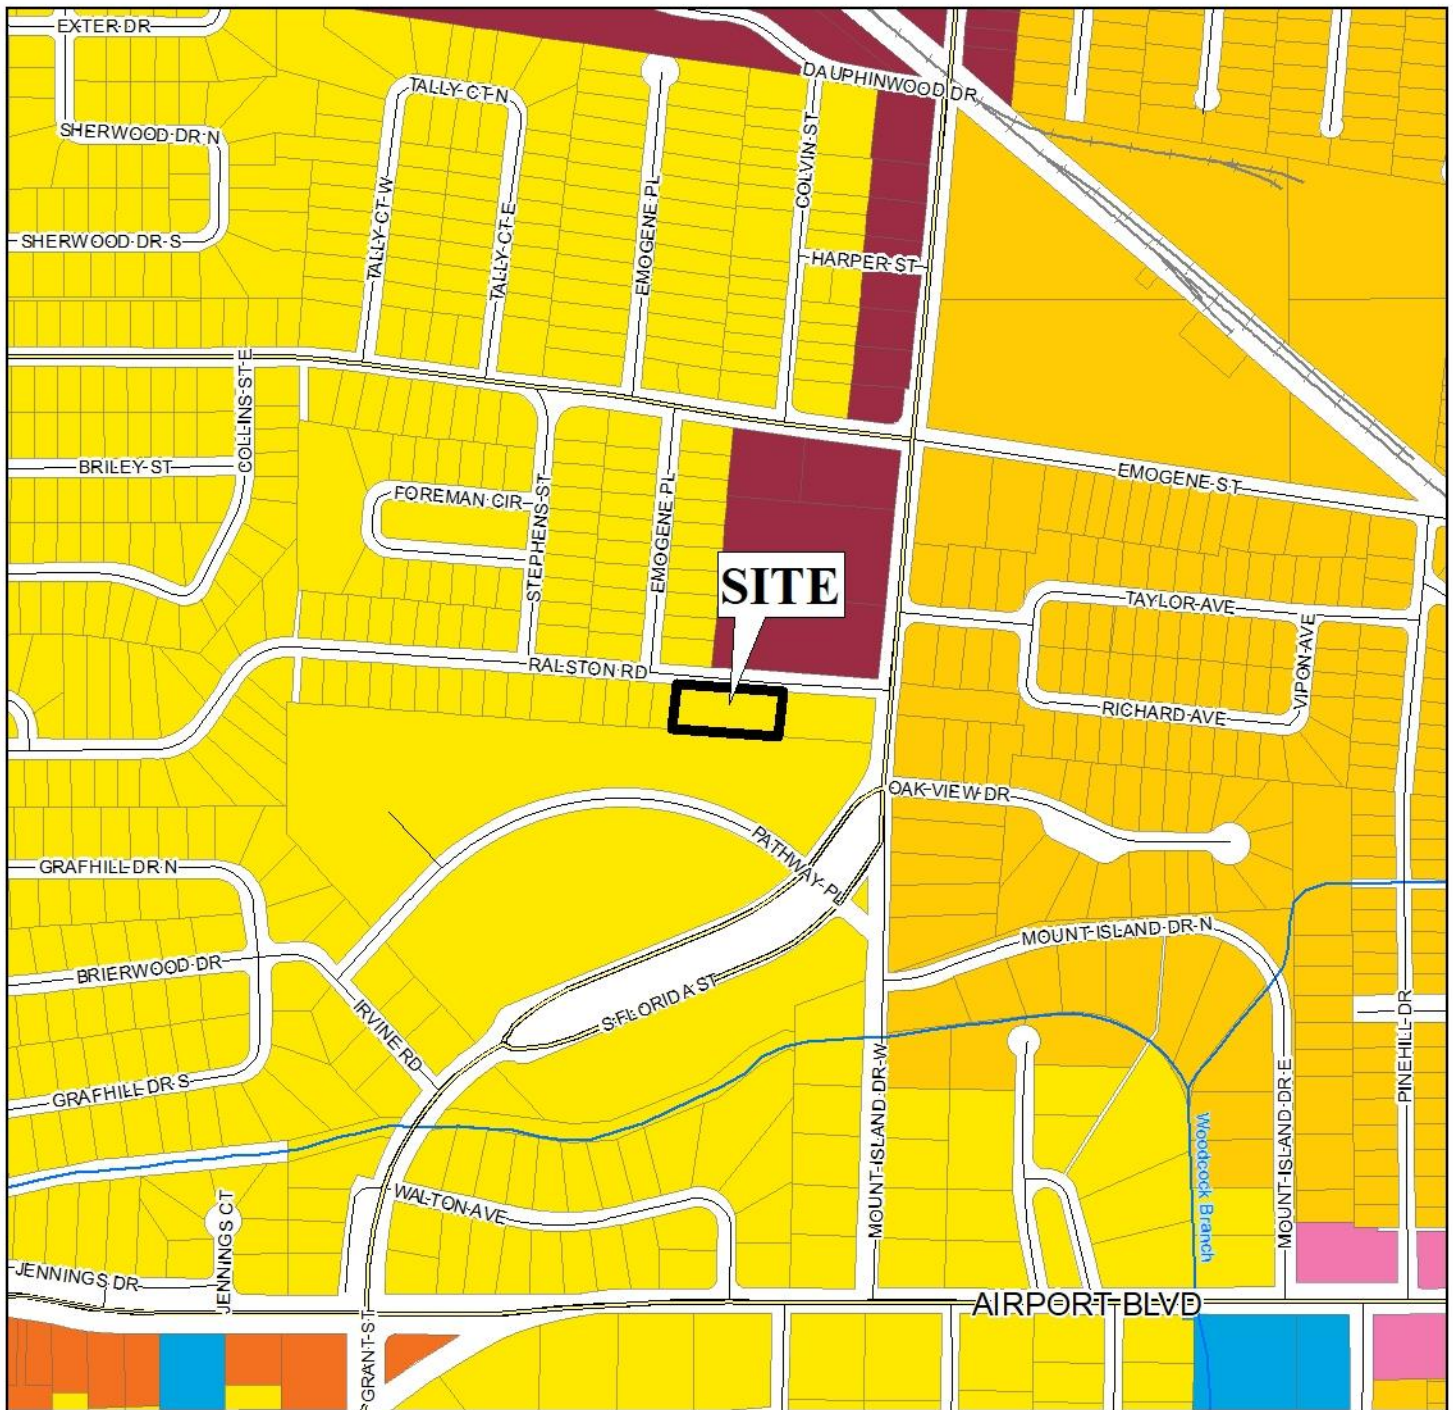 EXTER DR
TALLY CT N
DAUPHINWOOD DR
SHERWOOD DR N
COLVIN ST
TALLY CT W
TALLY CT E
EMOGENE PL
SHERWOOD DR S
HARPER ST
COLLINS ST E
BRILEY ST
FOREMAN CIR
STEPHENS ST
EMOGENE PL
EMOGENE ST
SITE
TAYLOR AVE
VIPON AVE
RALSTON RD
RICHARD AVE
OAK VIEW DR
PATHWAY PL
GRAFHILL DR N
MOUNT ISLAND DR N
BRIERWOOD DR
IRVINE RD
S FLORIDA ST
PINEHILL DR
GRAFHILL DR S
MOUNT ISLAND DR W
MOUNT ISLAND DR E
Woodcock Branch
WALTON AVE
JENNINGS CT
JENNINGS DR
AIRPORT BLVD
GRANT ST